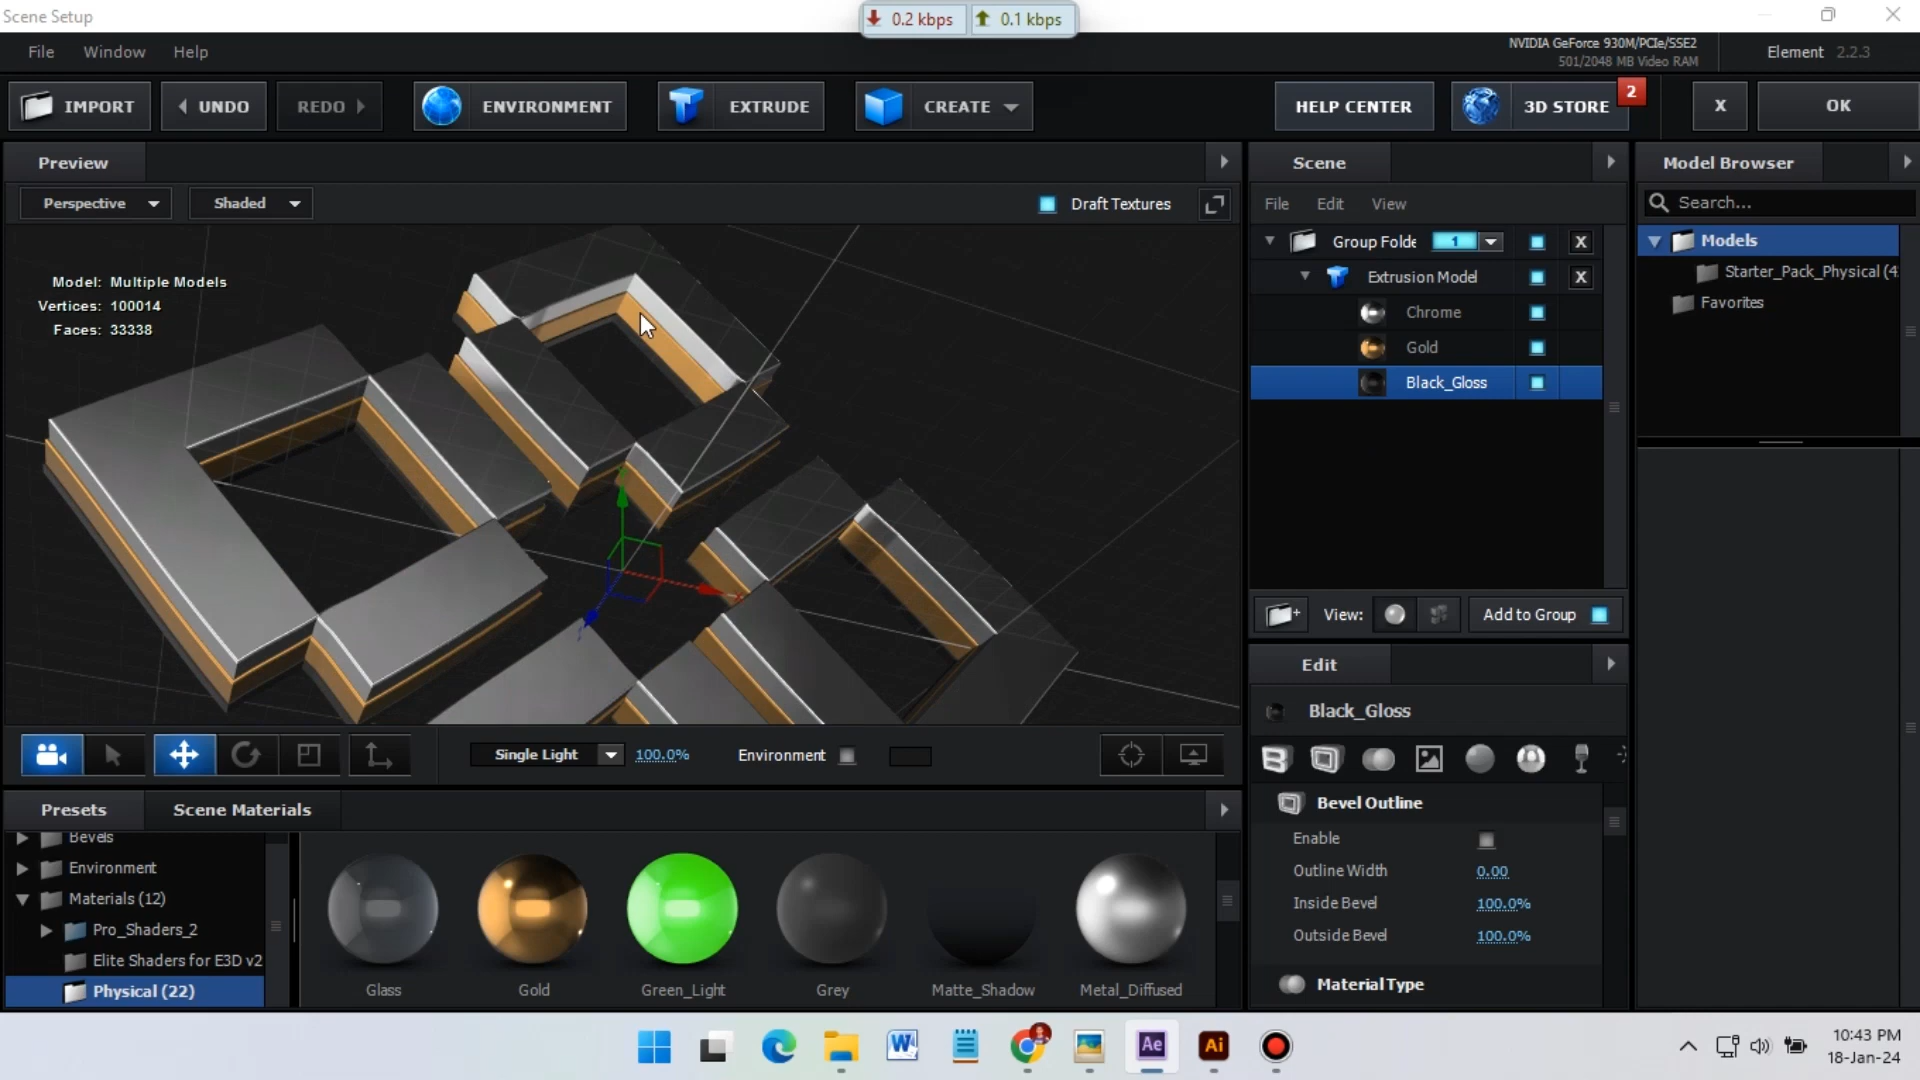 Scene Setup
0.2 kbps
0.1 kbps
File Window Help
NVIDIA GeForce 930M/PCIe/SSE2
501/2048 MB Video RAM
Element 2.2.3
IMPORT
UNDO
REDO
ENVIRONMENT
EXTRUDE
CREATE
HELP CENTER
3D STORE
2
X
OK
Preview
Perspective
Shaded
Draft Textures
Model: Multiple Models
Vertices: 100014
Faces: 33338
Single Light
100.0%
Environment
Scene
File Edit View
Group Folde
1
X
Extrusion Model
X
Chrome
Gold
Black_Gloss
View:
Add to Group
Edit
Black_Gloss
Bevel Outline
Enable
Outline Width 0.00
Inside Bevel 100.0%
Outside Bevel 100.0%
Material Type
Model Browser
Search...
Models
Starter_Pack_Physical (4
Favorites
Presets
Scene Materials
Bevels
Environment
Materials (12)
Pro_Shaders_2
Elite Shaders for E3D v2
Physical (22)
Glass
Gold
Green_Light
Grey
Matte_Shadow
Metal_Diffused
W
Ae
Ai
10:43 PM
18-Jan-24